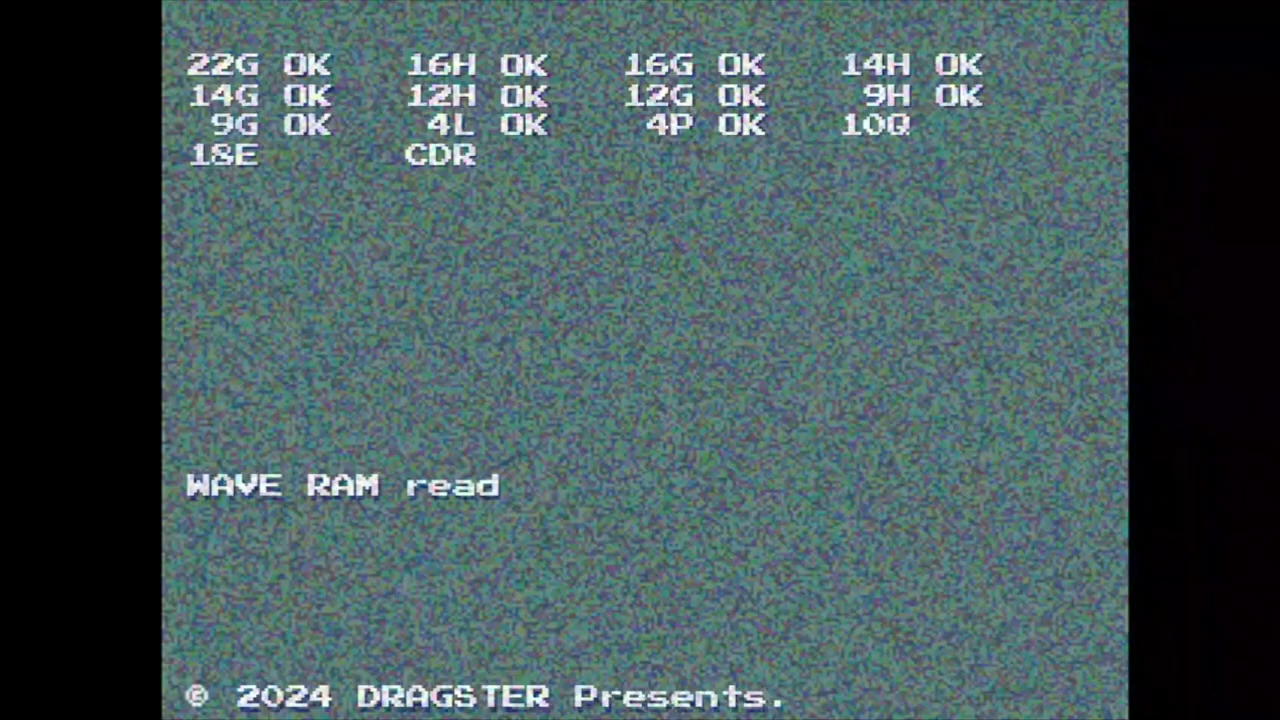 22G OK 16H OK 16G OK 14H OK
14G OK 12H OK 12G OK 9H OK
9G OK 4L OK 4P OK 10Q
18E CDR
WAVE RAM read
© 2024 DRAGSTER Presents.